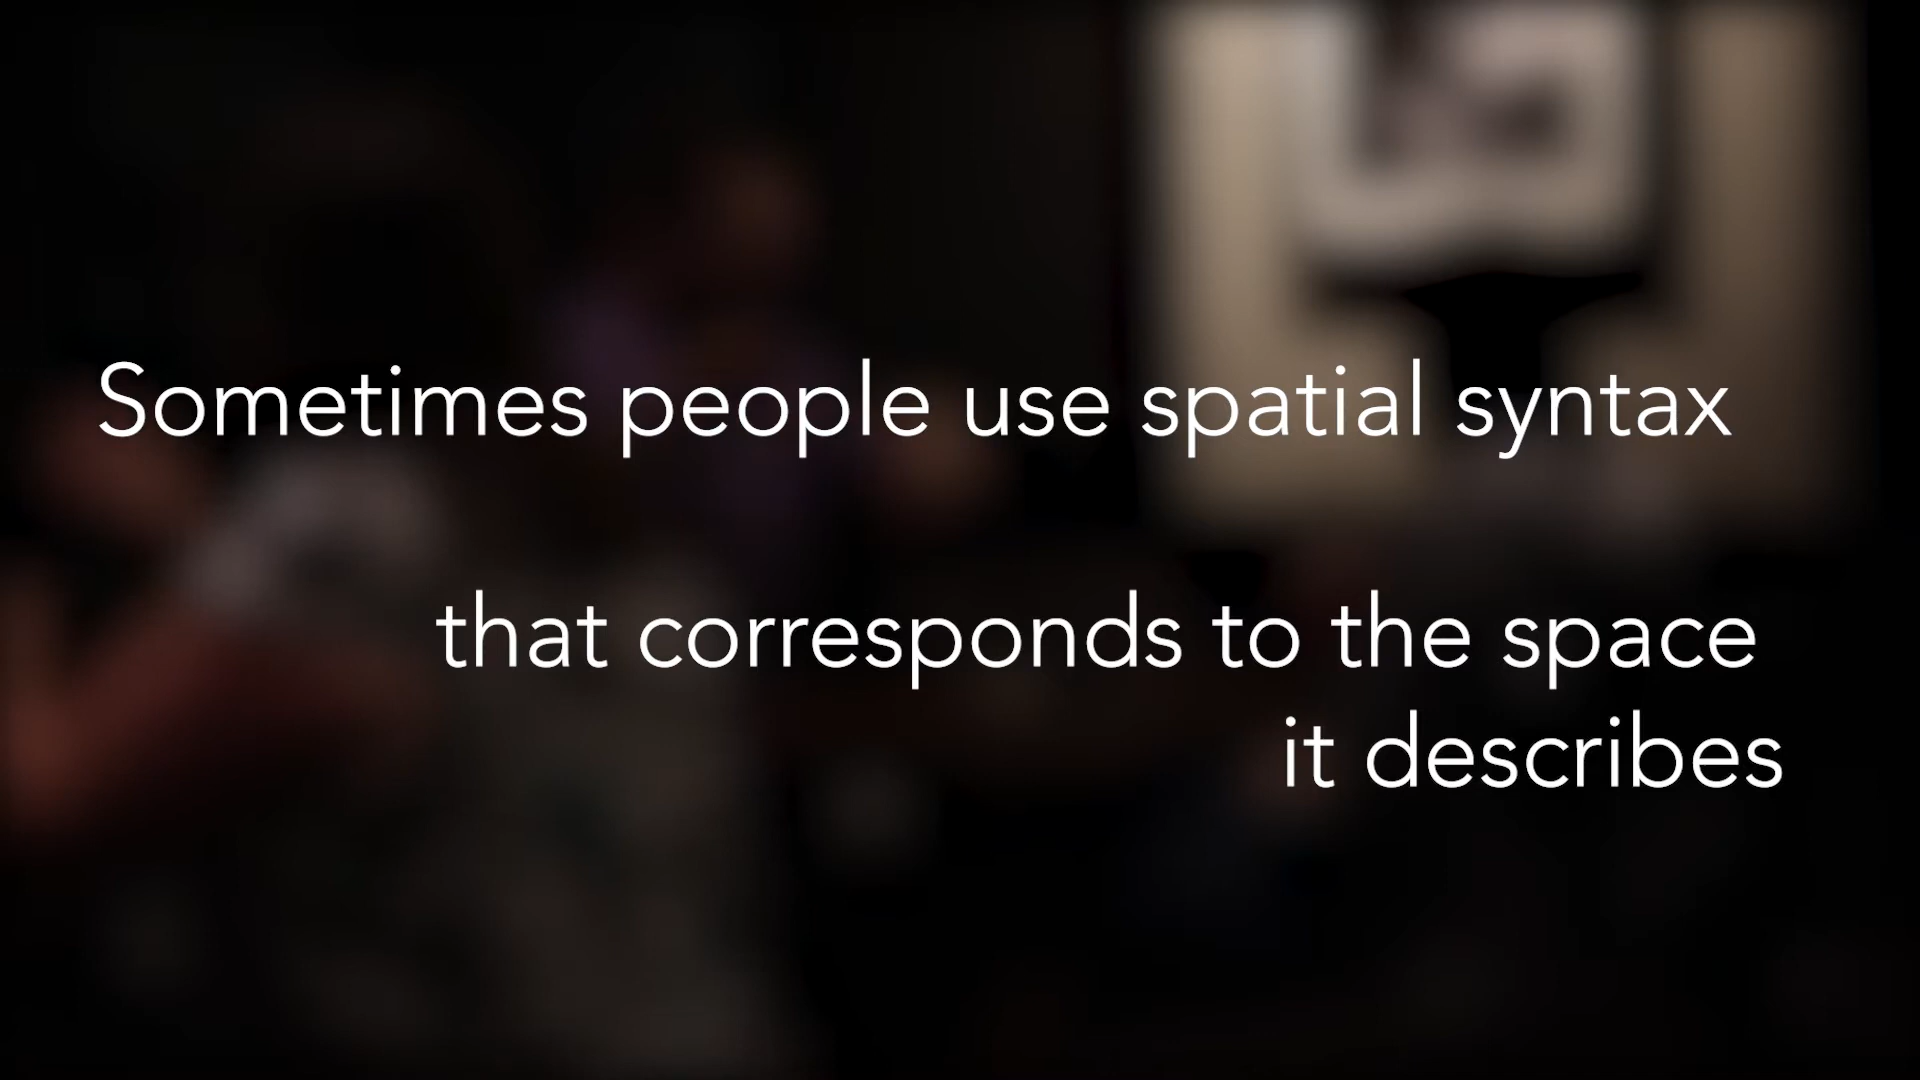 Sometimes people use spatial syntax
that corresponds to the space
it describes